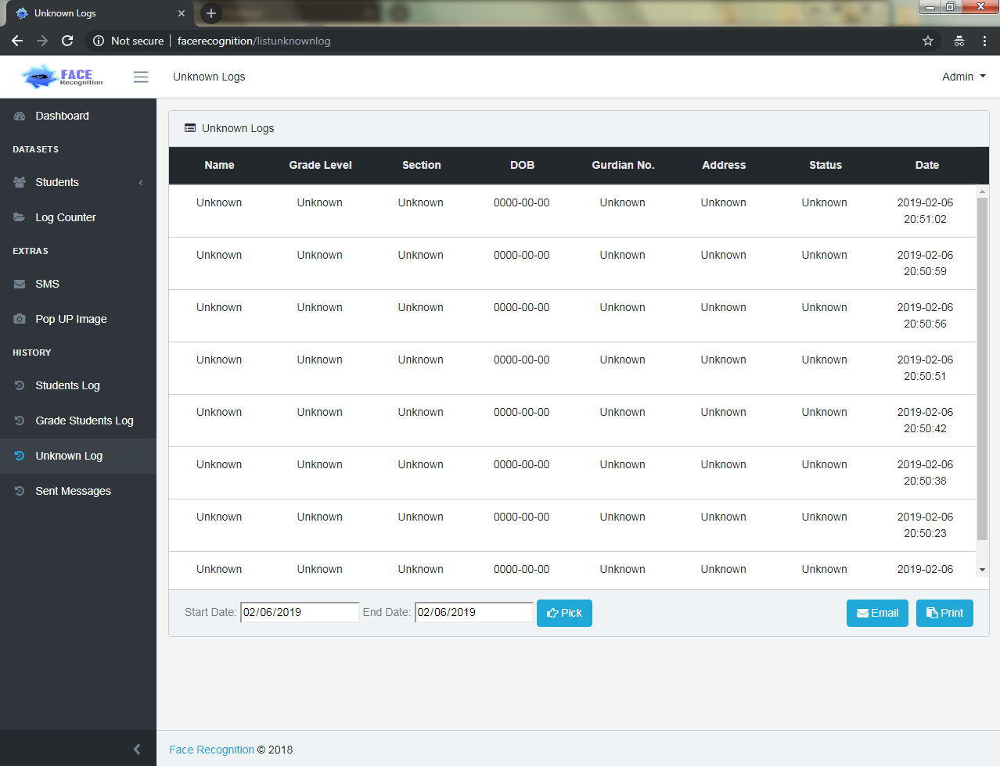 Unknown Logs
Not secure facerecognition/listunknownlog
FACE
Recognition
Unknown Logs
Admin
Dashboard
DATASETS
Students
Log Counter
EXTRAS
SMS
Pop UP Image
HISTORY
Students Log
Grade Students Log
Unknown Log
Sent Messages
Unknown Logs
Name Grade Level Section DOB Gurdian No. Address Status Date
Unknown Unknown Unknown 0000-00-00 Unknown Unknown Unknown 2019-02-06
20:51:02
Unknown Unknown Unknown 0000-00-00 Unknown Unknown Unknown 2019-02-06
20:50:59
Unknown Unknown Unknown 0000-00-00 Unknown Unknown Unknown 2019-02-06
20:50:56
Unknown Unknown Unknown 0000-00-00 Unknown Unknown Unknown 2019-02-06
20:50:51
Unknown Unknown Unknown 0000-00-00 Unknown Unknown Unknown 2019-02-06
20:50:42
Unknown Unknown Unknown 0000-00-00 Unknown Unknown Unknown 2019-02-06
20:50:38
Unknown Unknown Unknown 0000-00-00 Unknown Unknown Unknown 2019-02-06
20:50:23
Unknown Unknown Unknown 0000-00-00 Unknown Unknown Unknown 2019-02-06
Start Date: 02/06/2019 End Date: 02/06/2019 Pick Email Print
Face Recognition © 2018